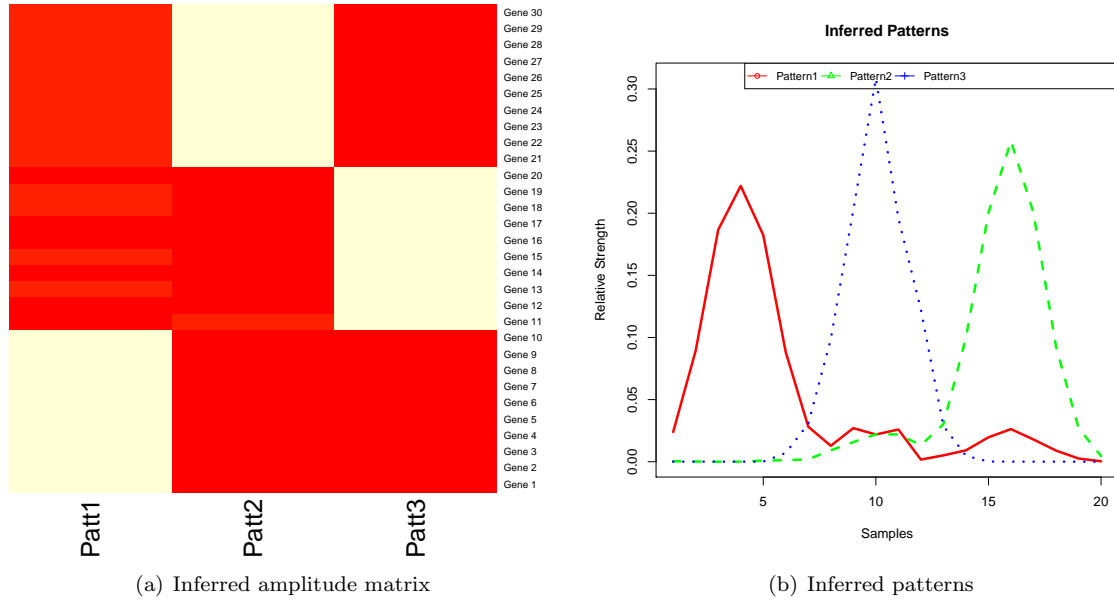 Gene 30
Gene 29
Gene 28
Gene 27
Gene 26
Gene 25
Gene 24
Gene 23
Gene 22
Gene 21
Gene 20
Gene 19
Gene 18
Gene 17
Gene 16
Gene 15
Gene 14
Gene 13
Gene 12
Gene 11
Gene 10
Gene 9
Gene 8
Gene 7
Gene 6
Gene 5
Gene 4
Gene 3
Gene 2
Gene 1
Patt1
Patt2
Patt3
(a) Inferred amplitude matrix
Inferred Patterns
Pattern1 Pattern2 Pattern3
Relative Strength
0.30
0.25
0.20
0.15
0.10
0.05
0.00
5 10 15 20
Samples
(b) Inferred patterns